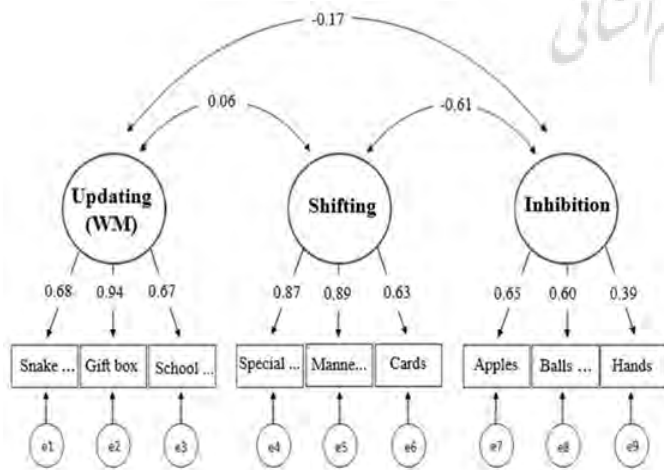 -0.17
0.06
-0.61
Updating
(WM)
Shifting
Inhibition
0.68 0.94 0.67
0.87 0.89 0.63
0.65 0.60 0.39
Snake ... Gift box School ...
Special ... Manne... Cards
Apples Balls ... Hands
e1 e2 e3 e4 e5 e6 e7 e8 e9